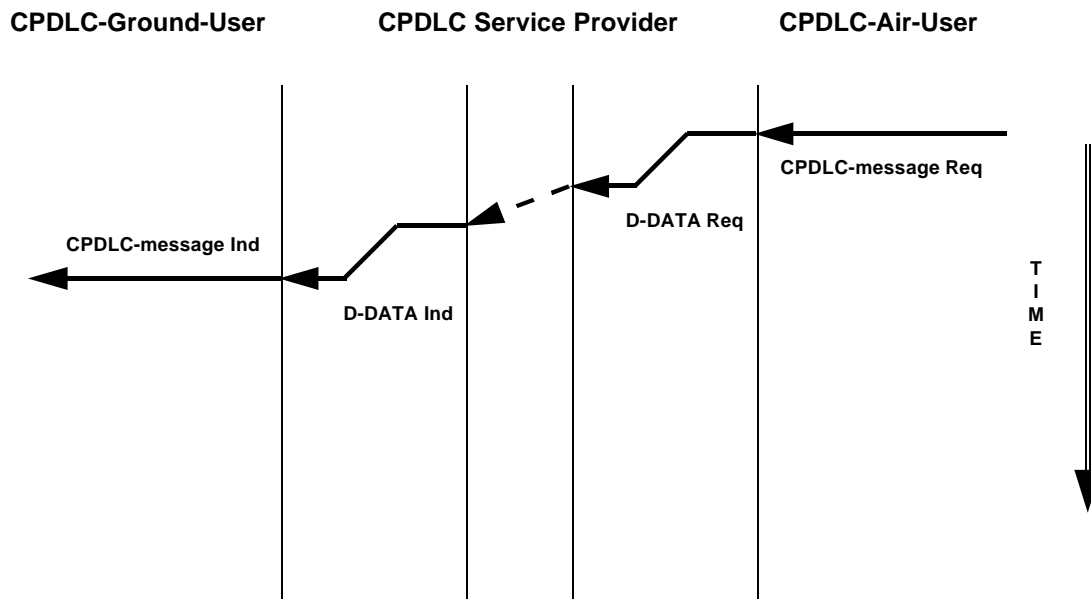 CPDLC-Ground-User
CPDLC Service Provider
CPDLC-Air-User
CPDLC-message Req
D-DATA Req
CPDLC-message Ind
D-DATA Ind
T
I
M
E